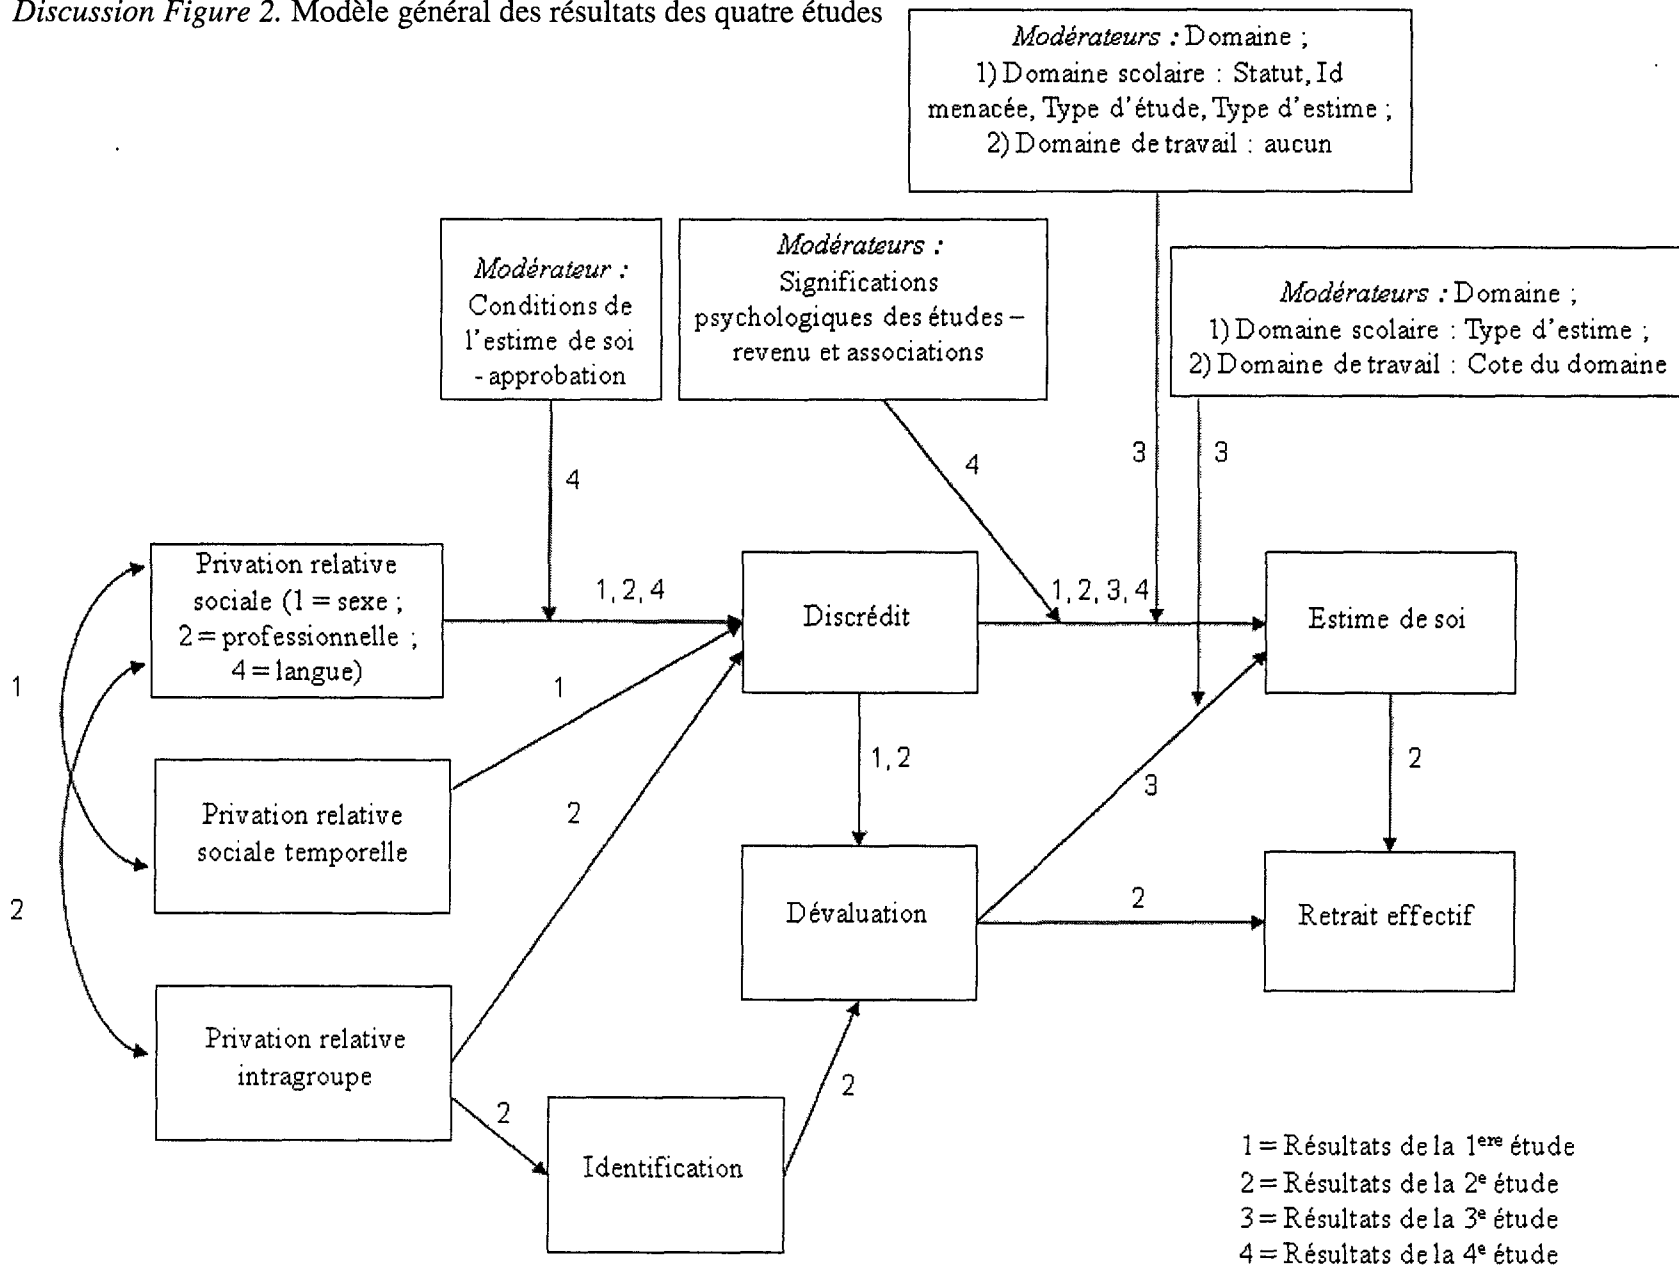 Discussion Figure 2. Modèle général des résultats des quatre études
Modérateurs : Domaine ;
1) Domaine scolaire : Statut, Id
menacée, Type d'étude, Type d'estime ;
2) Domaine de travail : aucun
Modérateur :
Conditions de
l'estime de soi
- approbation
Modérateurs :
Significations
psychologiques des études –
revenu et associations
Modérateurs : Domaine ;
1) Domaine scolaire : Type d'estime ;
2) Domaine de travail : Cote du domaine
4
4
3
3
Privation relative
sociale (1 = sexe ;
2 = professionnelle ;
4 = langue)
1, 2, 4
Discrédit
1, 2, 3, 4
Estime de soi
1
1
Privation relative
sociale temporelle
2
1, 2
3
2
2
Dévaluation
2
Retrait effectif
Privation relative
intragroupe
2
Identification
2
1 = Résultats de la 1ere étude
2 = Résultats de la 2e étude
3 = Résultats de la 3e étude
4 = Résultats de la 4e étude